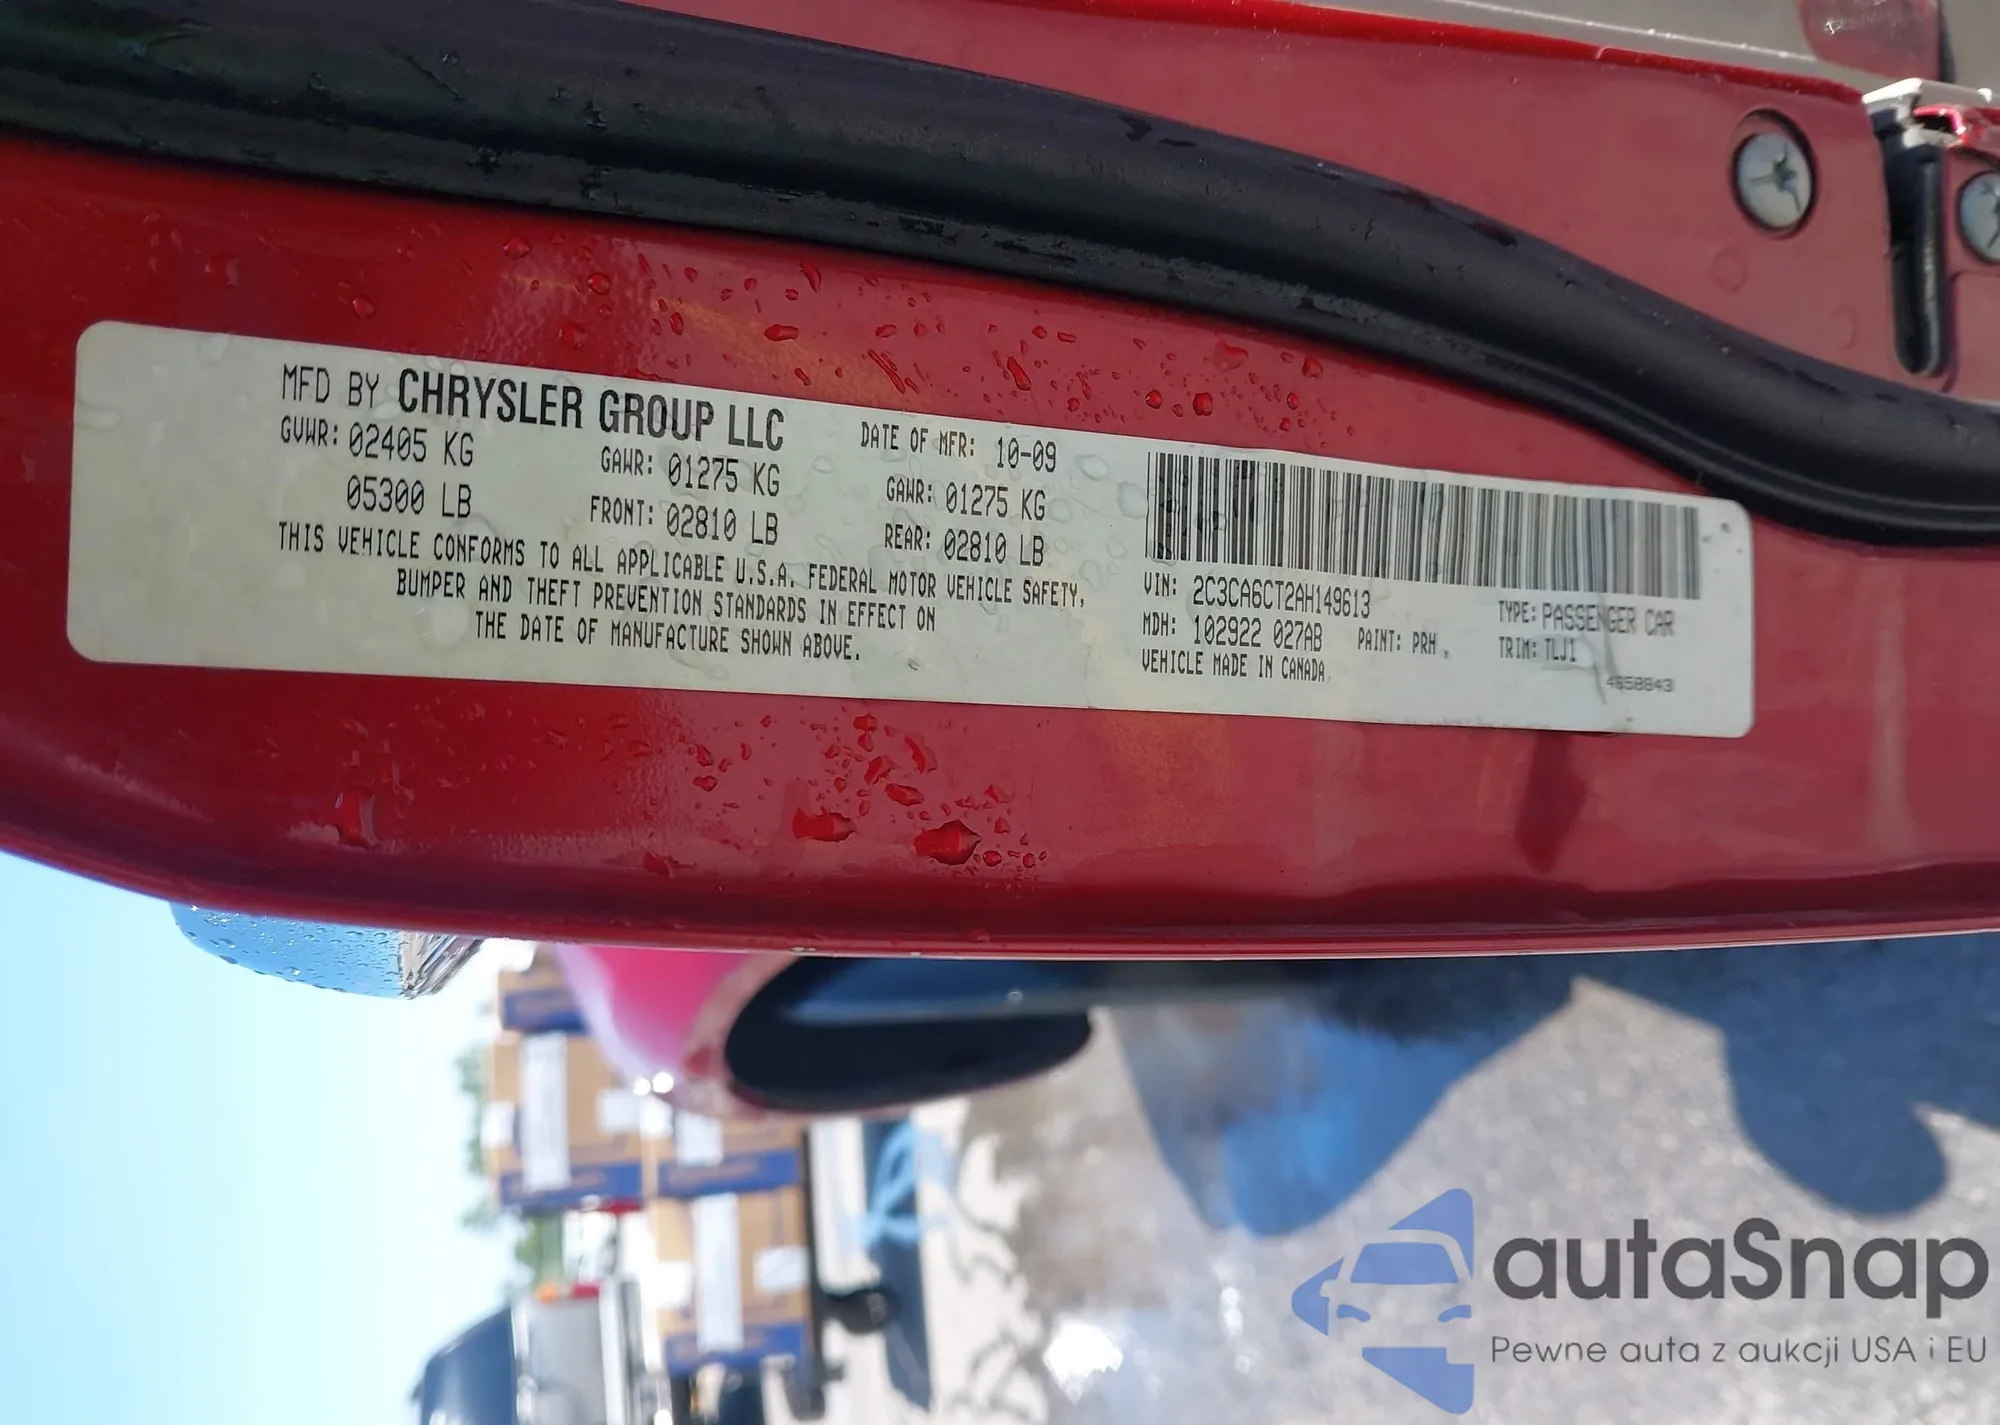 MFD BY CHRYSLER GROUP LLC DATE OF MFR: 10-09
GVWR: 02405 KG GAWR: 01275 KG GAWR: 01275 KG
05300 LB FRONT: 02810 LB REAR: 02810 LB
THIS VEHICLE CONFORMS TO ALL APPLICABLE U.S.A. FEDERAL MOTOR VEHICLE SAFETY,
BUMPER AND THEFT PREVENTION STANDARDS IN EFFECT ON
THE DATE OF MANUFACTURE SHOWN ABOVE.
VIN: 2C3CA6CT2AH149613 TYPE: PASSENGER CAR
MDH: 102922 027AB PAINT: PRH TRIM: TLJ1
VEHICLE MADE IN CANADA
4658843
autaSnap
Pewne auta z aukcji USA i EU